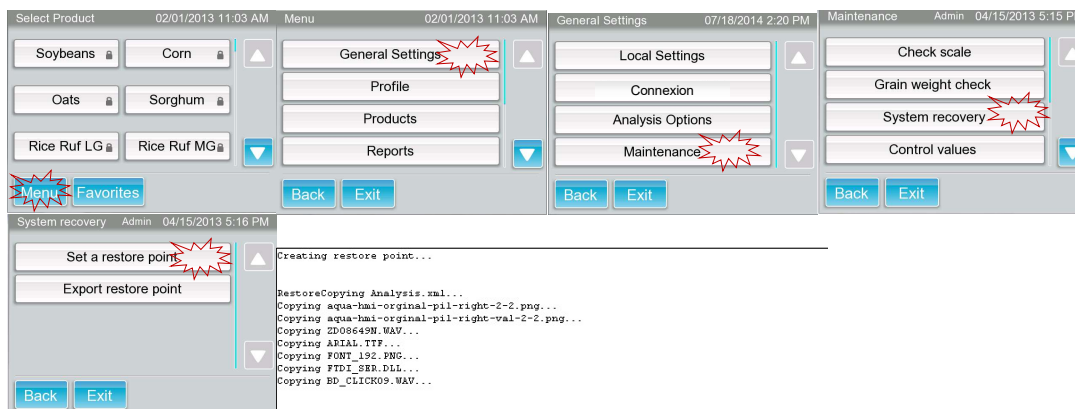 Select Product 02/01/2013 11:03 AM
Soybeans Corn
Oats Sorghum
Rice Ruf LG Rice Ruf MG
Menu Favorites
Menu 02/01/2013 11:03 AM
General Settings
Profile
Products
Reports
Back Exit
General Settings 07/18/2014 2:20 PM
Local Settings
Connexion
Analysis Options
Maintenance
Back Exit
Maintenance Admin 04/15/2013 5:15 P
Check scale
Grain weight check
System recovery
Control values
Back Exit
System recovery Admin 04/15/2013 5:16 PM
Set a restore point
Export restore point
Back Exit
Creating restore point...
RestoreCopying Analysis.xml...
Copying aqua-hmi-orginal-pil-right-2-2.png...
Copying aqua-hmi-orginal-pil-right-val-2-2.png...
Copying ZD08649N.WAV...
Copying ARIAL.TTF...
Copying FONT_192.PNG...
Copying FTDI_SER.DLL...
Copying BD_CLICK09.WAV...